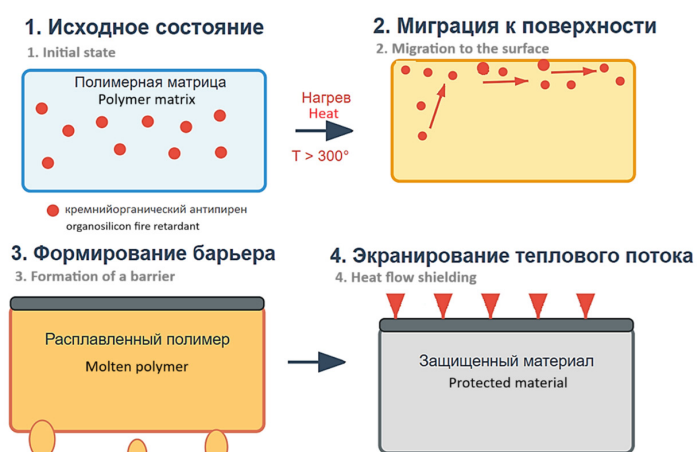 1. Исходное состояние
1. Initial state
Полимерная матрица
Polymer matrix
кремнийорганический антипирен
organosilicon fire retardant
Нагрев
Heat
T > 300°
2. Миграция к поверхности
2. Migration to the surface
3. Формирование барьера
3. Formation of a barrier
Расплавленный полимер
Molten polymer
4. Экранирование теплового потока
4. Heat flow shielding
Защищенный материал
Protected material